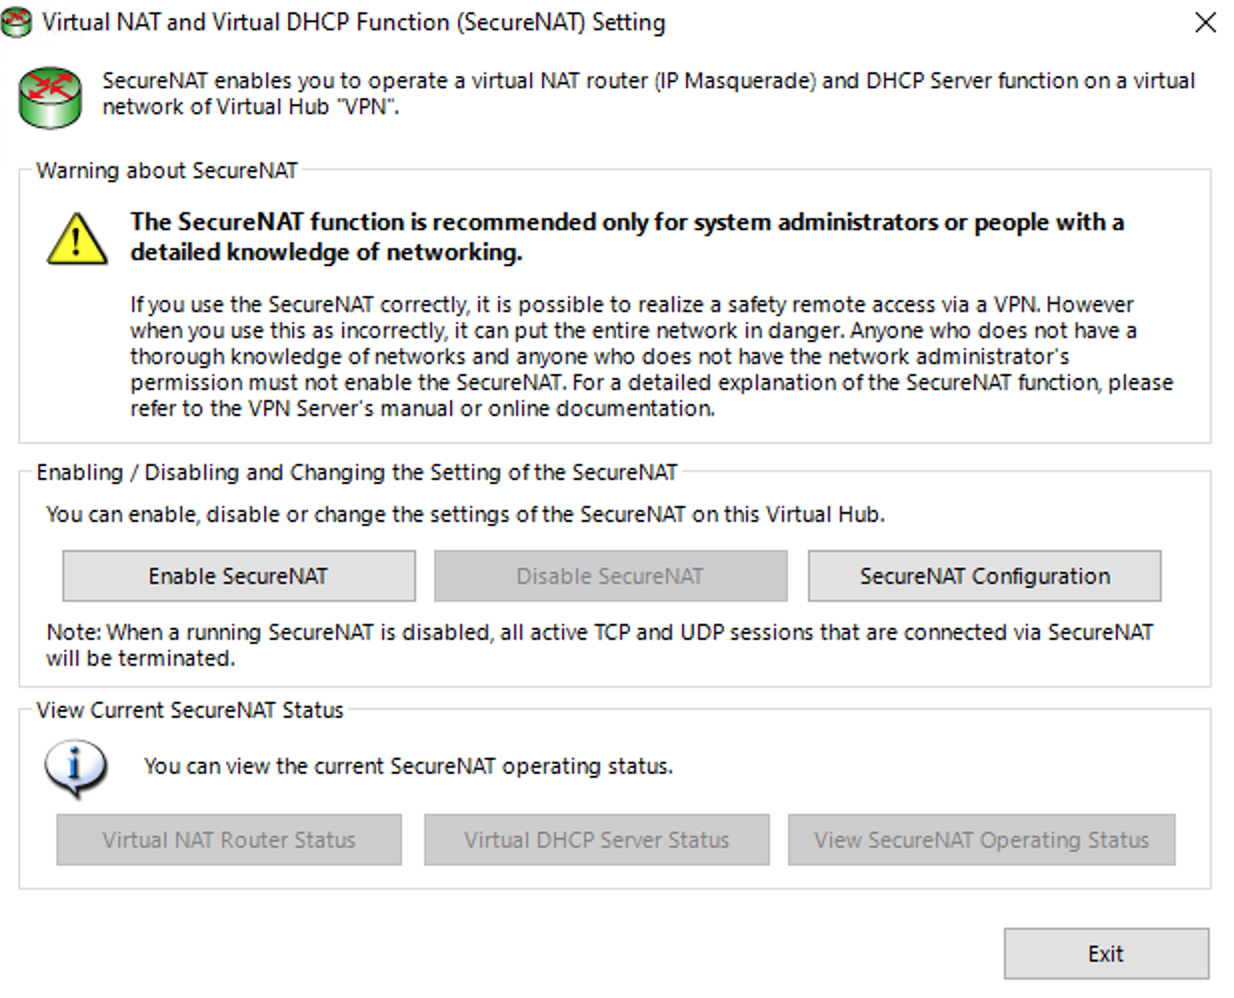 Virtual NAT and Virtual DHCP Function (SecureNAT) Setting
SecureNAT enables you to operate a virtual NAT router (IP Masquerade) and DHCP Server function on a virtual
network of Virtual Hub "VPN".
Warning about SecureNAT
The SecureNAT function is recommended only for system administrators or people with a
detailed knowledge of networking.
If you use the SecureNAT correctly, it is possible to realize a safety remote access via a VPN. However
when you use this as incorrectly, it can put the entire network in danger. Anyone who does not have a
thorough knowledge of networks and anyone who does not have the network administrator's
permission must not enable the SecureNAT. For a detailed explanation of the SecureNAT function, please
refer to the VPN Server's manual or online documentation.
Enabling / Disabling and Changing the Setting of the SecureNAT
You can enable, disable or change the settings of the SecureNAT on this Virtual Hub.
Enable SecureNAT
Disable SecureNAT
SecureNAT Configuration
Note: When a running SecureNAT is disabled, all active TCP and UDP sessions that are connected via SecureNAT
will be terminated.
View Current SecureNAT Status
You can view the current SecureNAT operating status.
Virtual NAT Router Status
Virtual DHCP Server Status
View SecureNAT Operating Status
Exit